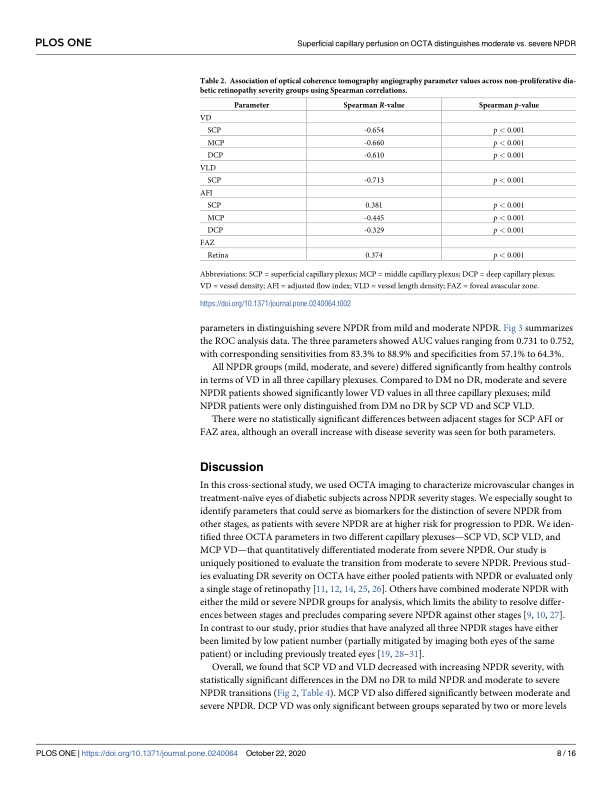 PLOS ONE
Superficial capillary perfusion on OCTA distinguishes moderate vs. severe NPDR
Table 2. Association of optical coherence tomography angiography parameter values across non-proliferative dia-
betic retinopathy severity groups using Spearman correlations.
Parameter Spearman R-value Spearman p-value
VD
SCP -0.654 p < 0.001
MCP -0.660 p < 0.001
DCP -0.610 p < 0.001
VLD
SCP -0.713 p < 0.001
AFI
SCP 0.381 p < 0.001
MCP -0.445 p < 0.001
DCP -0.329 p < 0.001
FAZ
Retina 0.374 p < 0.001
Abbreviations: SCP = superficial capillary plexus; MCP = middle capillary plexus; DCP = deep capillary plexus;
VD = vessel density; AFI = adjusted flow index; VLD = vessel length density; FAZ = foveal avascular zone.
https://doi.org/10.1371/journal.pone.0240064.t002
parameters in distinguishing severe NPDR from mild and moderate NPDR. Fig 3 summarizes
the ROC analysis data. The three parameters showed AUC values ranging from 0.731 to 0.752,
with corresponding sensitivities from 83.3% to 88.9% and specificities from 57.1% to 64.3%.
All NPDR groups (mild, moderate, and severe) differed significantly from healthy controls
in terms of VD in all three capillary plexuses. Compared to DM no DR, moderate and severe
NPDR patients showed significantly lower VD values in all three capillary plexuses; mild
NPDR patients were only distinguished from DM no DR by SCP VD and SCP VLD.
There were no statistically significant differences between adjacent stages for SCP AFI or
FAZ area, although an overall increase with disease severity was seen for both parameters.
Discussion
In this cross-sectional study, we used OCTA imaging to characterize microvascular changes in
treatment-naïve eyes of diabetic subjects across NPDR severity stages. We especially sought to
identify parameters that could serve as biomarkers for the distinction of severe NPDR from
other stages, as patients with severe NPDR are at higher risk for progression to PDR. We iden-
tified three OCTA parameters in two different capillary plexuses—SCP VD, SCP VLD, and
MCP VD—that quantitatively differentiated moderate from severe NPDR. Our study is
uniquely positioned to evaluate the transition from moderate to severe NPDR. Previous stud-
ies evaluating DR severity on OCTA have either pooled patients with NPDR or evaluated only
a single stage of retinopathy [11, 12, 14, 25, 26]. Others have combined moderate NPDR with
either the mild or severe NPDR groups for analysis, which limits the ability to resolve differ-
ences between stages and precludes comparing severe NPDR against other stages [9, 10, 27].
In contrast to our study, prior studies that have analyzed all three NPDR stages have either
been limited by low patient number (partially mitigated by imaging both eyes of the same
patient) or including previously treated eyes [19, 28–31].
Overall, we found that SCP VD and VLD decreased with increasing NPDR severity, with
statistically significant differences in the DM no DR to mild NPDR and moderate to severe
NPDR transitions (Fig 2, Table 4). MCP VD also differed significantly between moderate and
severe NPDR. DCP VD was only significant between groups separated by two or more levels
PLOS ONE | https://doi.org/10.1371/journal.pone.0240064 October 22, 2020
8 / 16